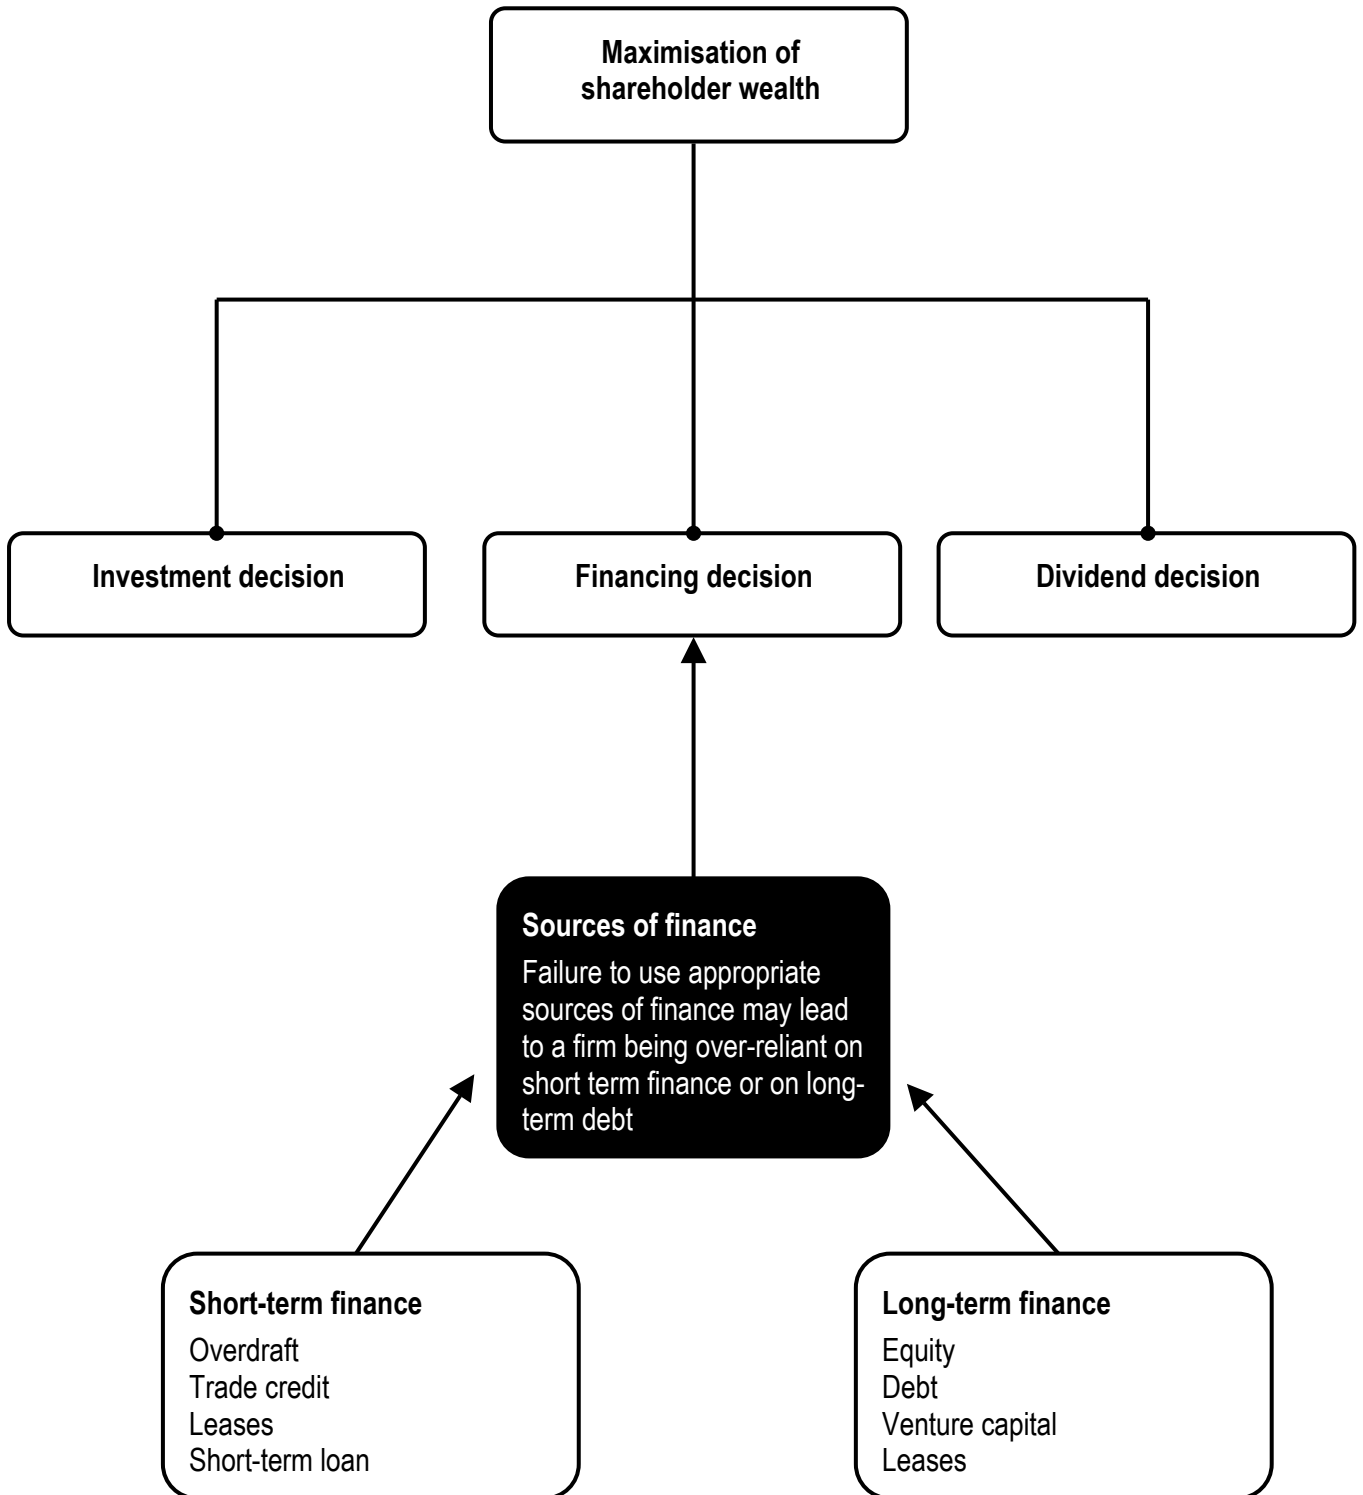 Maximisation of
shareholder wealth
Investment decision
Financing decision
Dividend decision
Sources of finance
Failure to use appropriate
sources of finance may lead
to a firm being over-reliant on
short term finance or on long-
term debt
Short-term finance
Overdraft
Trade credit
Leases
Short-term loan
Long-term finance
Equity
Debt
Venture capital
Leases